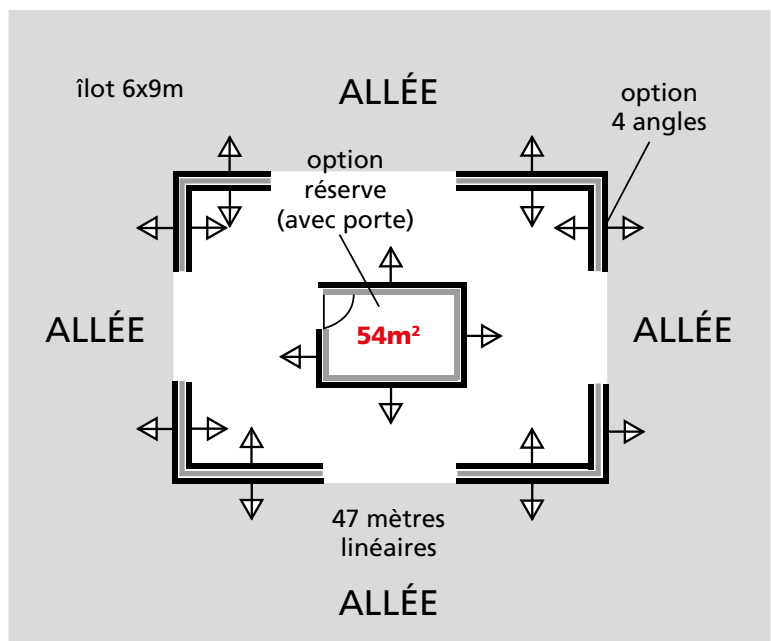 îlot 6x9m
ALLÉE
option
4 angles
option
réserve
(avec porte)
ALLÉE
54m²
ALLÉE
47 mètres
linéaires
ALLÉE